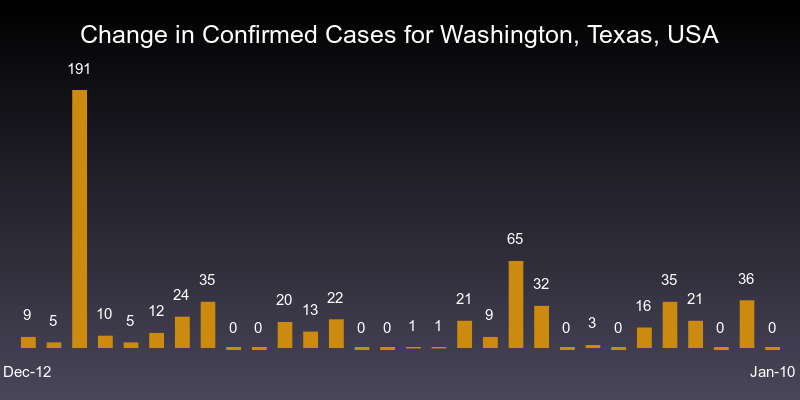 Change in Confirmed Cases for Washington, Texas, USA
191
9 5 10 5 12 24 35 0 0 20 13 22 0 0 1 1 21 9 65 32 0 3 0 16 35 21 0 36 0
Dec-12 Jan-10